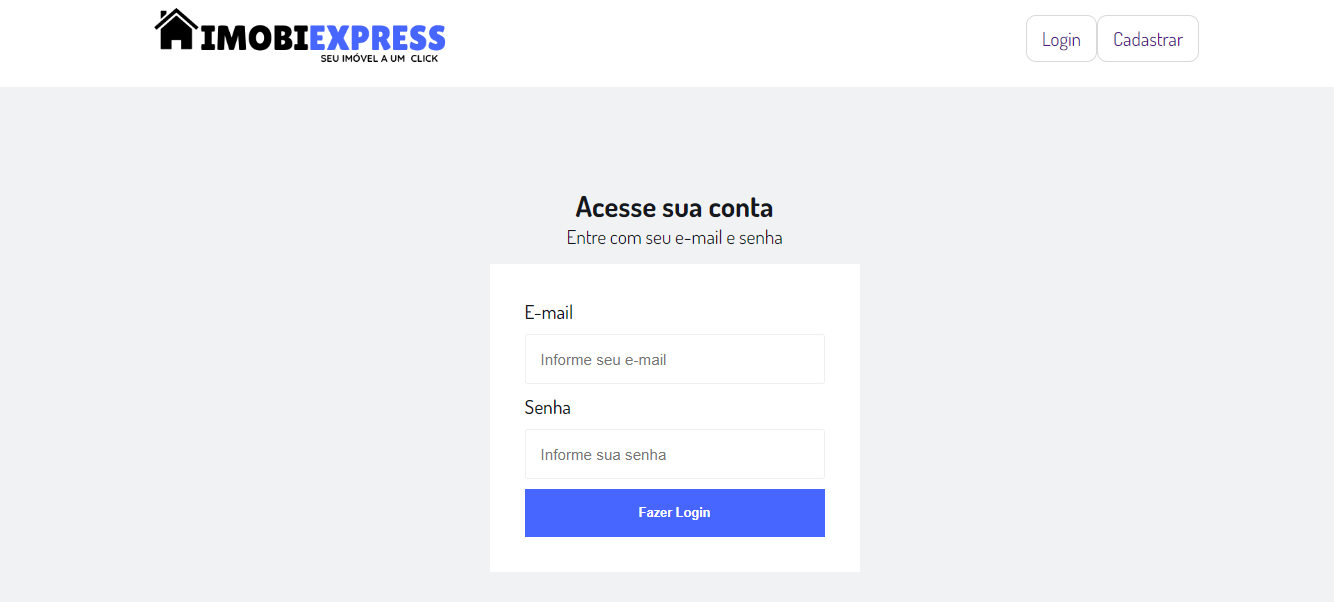 IMOBIEXPRESS
SEU IMÓVEL A UM CLICK
Login
Cadastrar
Acesse sua conta
Entre com seu e-mail e senha
E-mail
Informe seu e-mail
Senha
Informe sua senha
Fazer Login